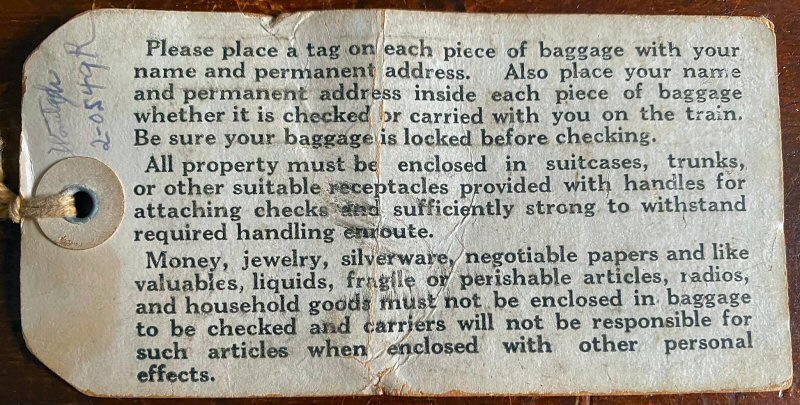 Please place a tag on each piece of baggage with your
name and permanent address. Also place your name
and permanent address inside each piece of baggage
whether it is checked or carried with you on the train.
Be sure your baggage is locked before checking.
All property must be enclosed in suitcases, trunks,
or other suitable receptacles provided with handles for
attaching checks and sufficiently strong to withstand
required handling enroute.
Money, jewelry, silverware, negotiable papers and like
valuables, liquids, fragile or perishable articles, radios,
and household goods must not be enclosed in baggage
to be checked and carriers will not be responsible for
such articles when enclosed with other personal
effects.
2-0549R